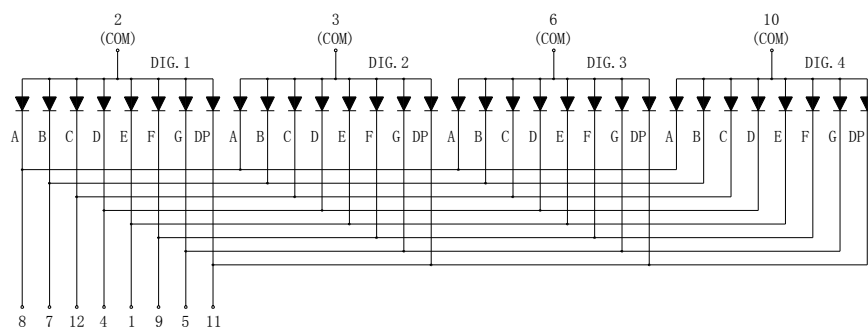 2 3 6 10
(COM) (COM) (COM) (COM)
DIG.1 DIG.2 DIG.3 DIG.4
A B C D E F G DP A B C D E F G DP A B C D E F G DP A B C D E F G DP
8 7 12 4 1 9 5 11